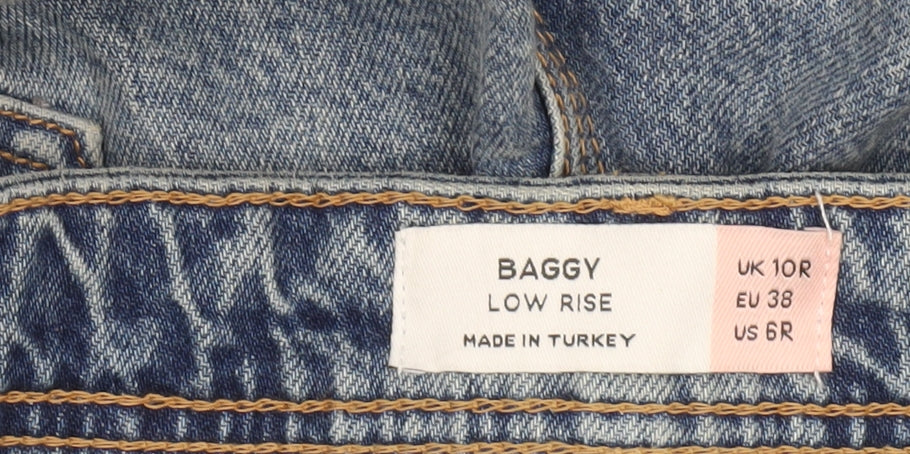 BAGGY
LOW RISE
MADE IN TURKEY
UK 10R
EU 38
US 6R